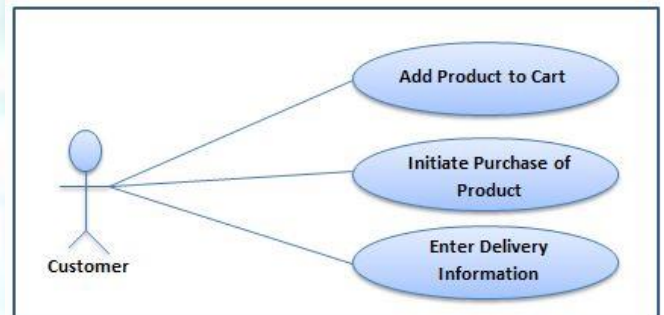 Add Product to Cart
Initiate Purchase of
Product
Enter Delivery
Information
Customer